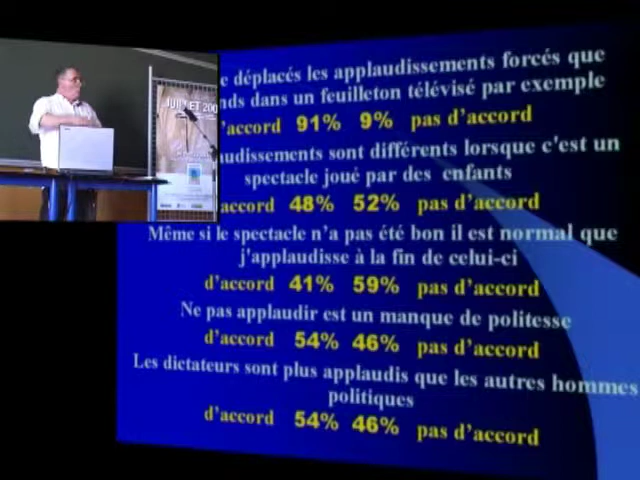 déplacés les applaudissements forcés que
dans un feuilleton télévisé par exemple
d'accord 91% 9% pas d'accord
sont différents lorsque c'est un
spectacle joué par des enfants
48% 52% pas d'accord
Même si le spectacle n'a pas été bon il est normal que
j'applaudisse à la fin de celui-ci
d'accord 41% 59% pas d'accord
Ne pas applaudir est un manque de politesse
d'accord 54% 46% pas d'accord
Les dictateurs sont plus applaudis que les autres hommes
politiques
d'accord 54% 46% pas d'accord